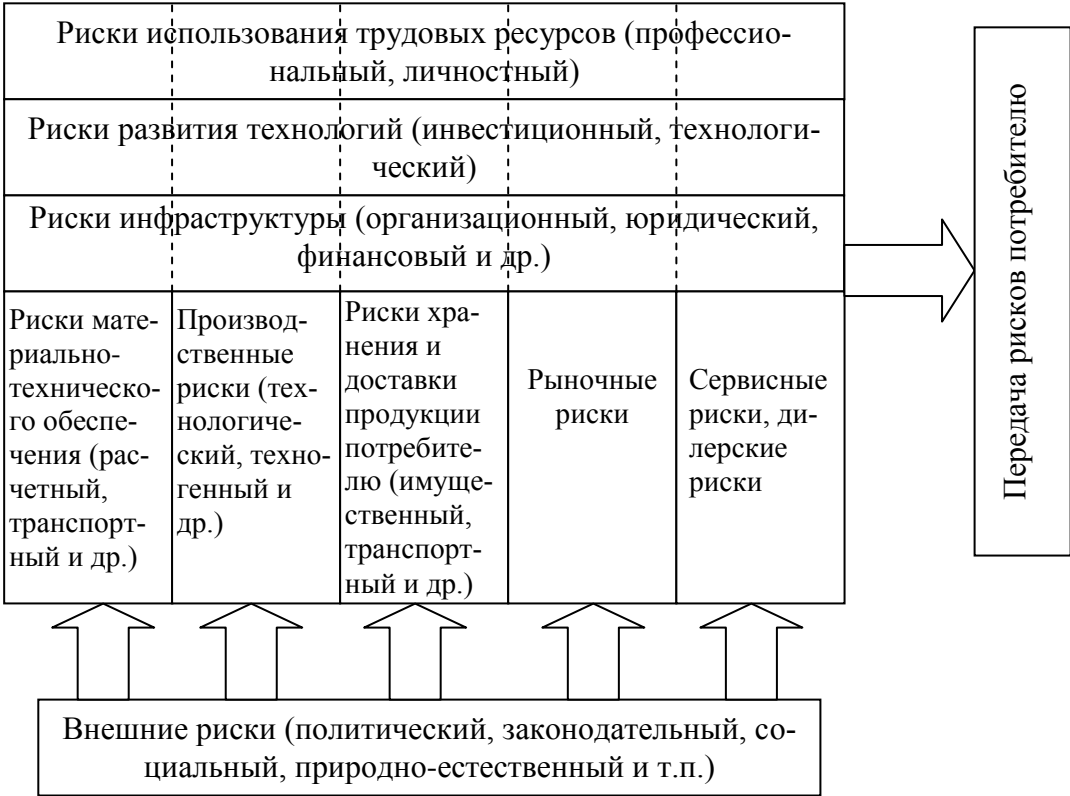 Риски использования трудовых ресурсов (профессио-
нальный, личностный)
Риски развития технологий (инвестиционный, технологи-
ческий)
Риски инфраструктуры (организационный, юридический,
финансовый и др.)
Риски мате-
риально-
техническо-
го обеспе-
чения (рас-
четный,
транспорт-
ный и др.)
Производ-
ственные
риски (тех-
нологиче-
ский, техно-
генный и
др.)
Риски хра-
нения и
доставки
продукции
потребите-
лю (имуще-
ственный,
транспорт-
ный и др.)
Рыночные
риски
Сервисные
риски, ди-
лерские
риски
Передача рисков потребителю
Внешние риски (политический, законодательный, со-
циальный, природно-естественный и т.п.)